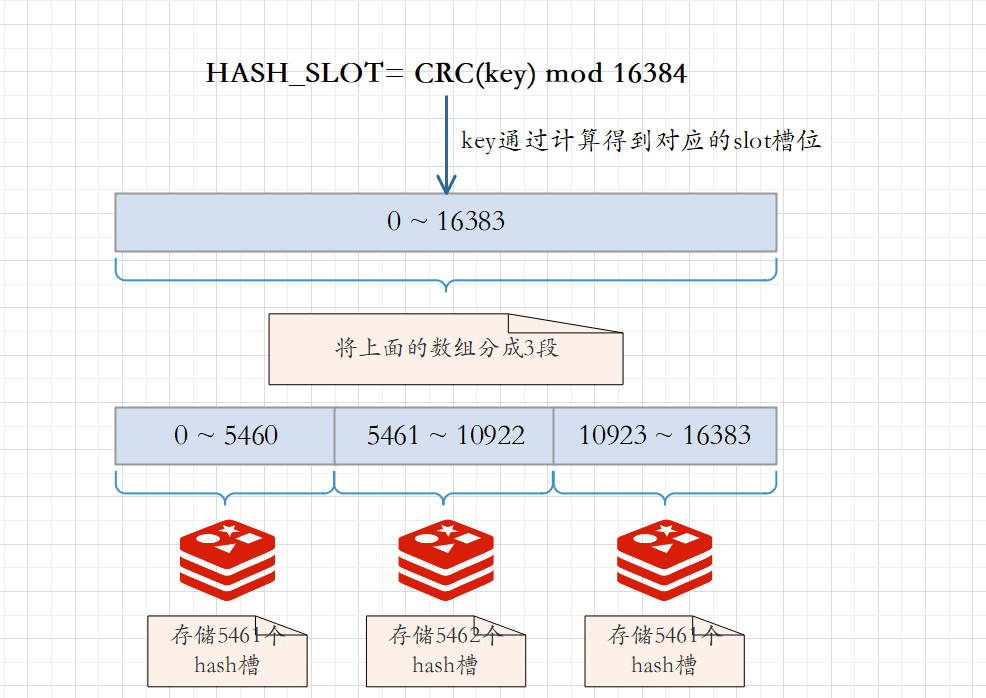 HASH_SLOT= CRC(key) mod 16384
key通过计算得到对应的slot槽位
0 ~ 16383
将上面的数组分成3段
0 ~ 5460
5461 ~ 10922
10923 ~ 16383
存储5461个
hash槽
存储5462个
hash槽
存储5461个
hash槽